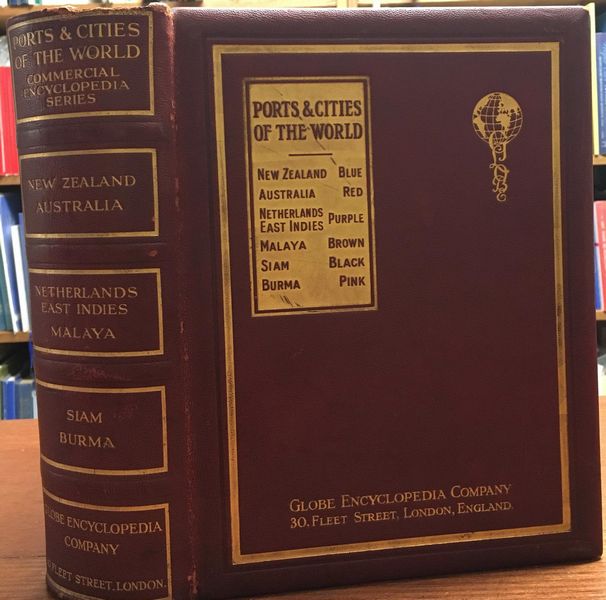 PORTS & CITIES
OF THE WORLD
COMMERCIAL
ENCYCLOPEDIA
SERIES
NEW ZEALAND
AUSTRALIA
NETHERLANDS
EAST INDIES
MALAYA
SIAM
BURMA
GLOBE ENCYCLOPEDIA
COMPANY
FLEET STREET, LONDON.
PORTS & CITIES
OF THE WORLD
NEW ZEALAND BLUE
AUSTRALIA RED
NETHERLANDS
EAST INDIES PURPLE
MALAYA BROWN
SIAM BLACK
BURMA PINK
GLOBE ENCYCLOPEDIA COMPANY
30, FLEET STREET, LONDON, ENGLAND.